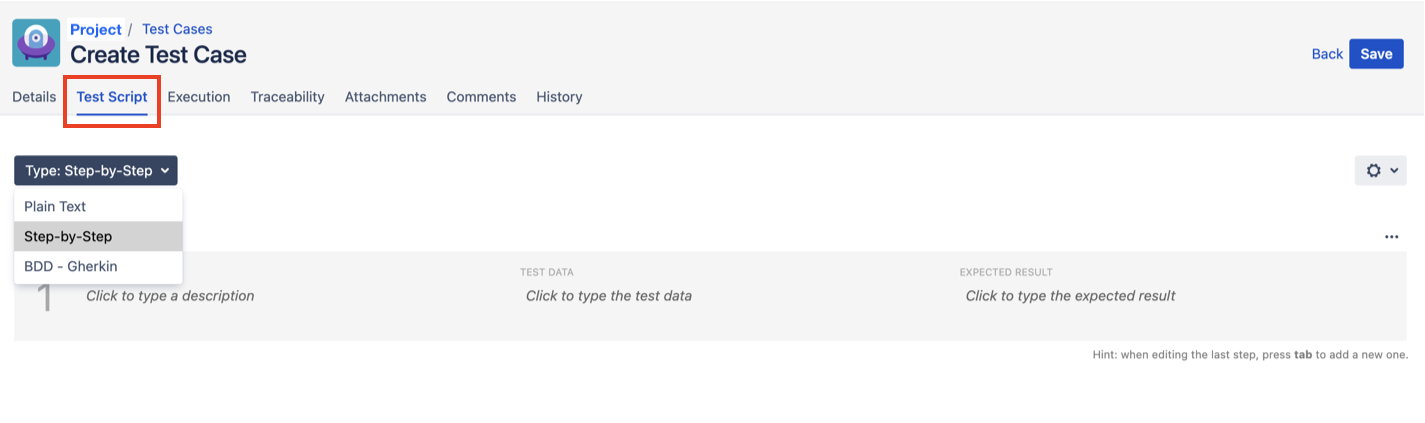 Project / Test Cases
Create Test Case
Back Save
Details Test Script Execution Traceability Attachments Comments History
Type: Step-by-Step
Plain Text
Step-by-Step
BDD - Gherkin
TEST DATA EXPECTED RESULT
1 Click to type a description Click to type the test data Click to type the expected result
Hint: when editing the last step, press tab to add a new one.